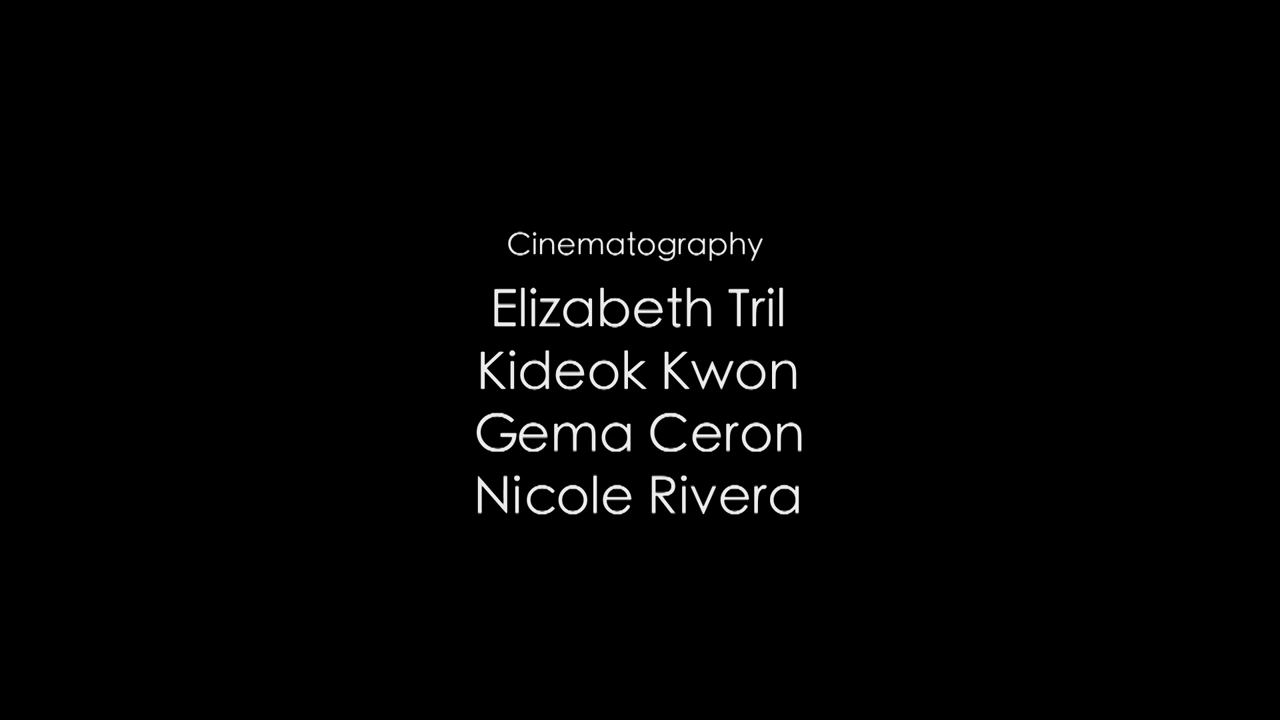 Cinematography
Elizabeth Tril
Kideok Kwon
Gema Ceron
Nicole Rivera